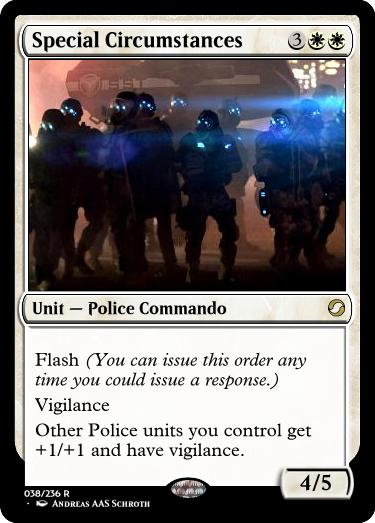 Special Circumstances 3
Unit — Police Commando
Flash (You can issue this order any
time you could issue a response.)
Vigilance
Other Police units you control get
+1/+1 and have vigilance.
4/5
038/236 R
· Andreas AAS Schroth